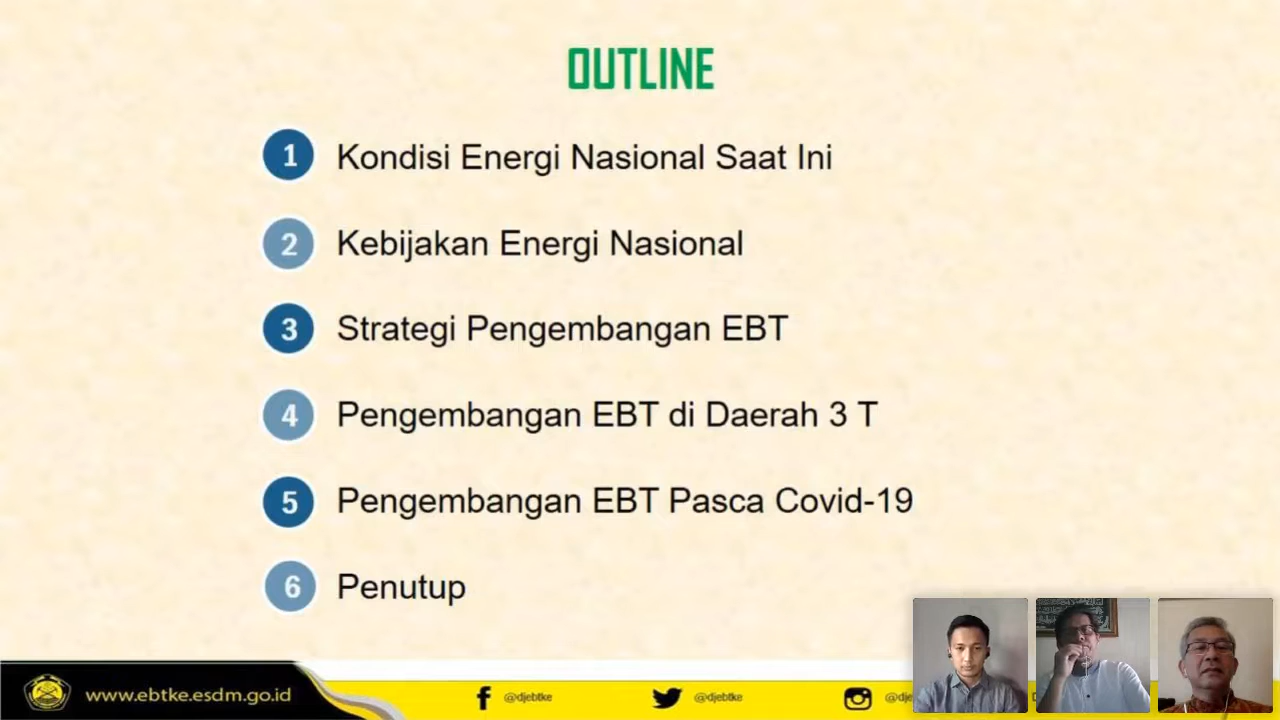 OUTLINE
1 Kondisi Energi Nasional Saat Ini
2 Kebijakan Energi Nasional
3 Strategi Pengembangan EBT
4 Pengembangan EBT di Daerah 3 T
5 Pengembangan EBT Pasca Covid-19
6 Penutup
www.ebtke.esdm.go.id @djebtke @djebtke